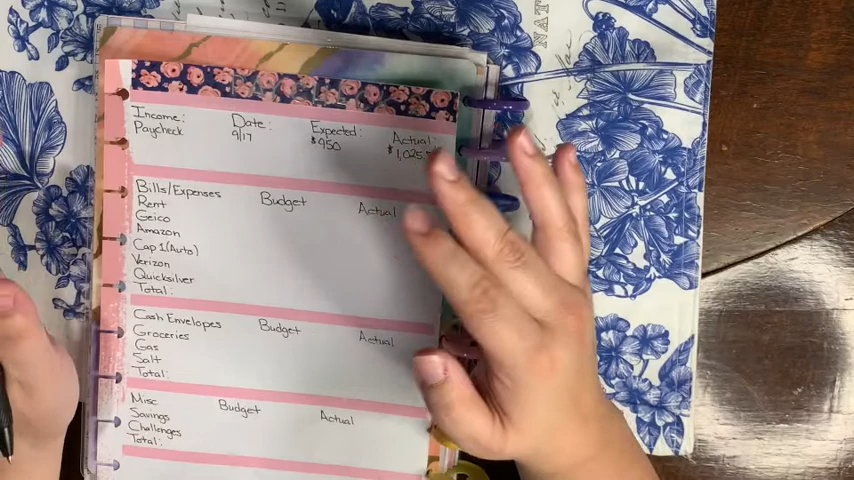 NAT
Income: Date: Expected: Actual:
Paycheck 9/17 $950 $1,025.
Bills/Expenses Budget Actual
Rent
Geico
Amazon
Cap 1 (Auto)
Verizon
Quicksilver
Total:
Cash Envelopes Budget Actual
Groceries
Gas
Salt
Total:
Misc Budget Actual
Savings
Challenges
Total: